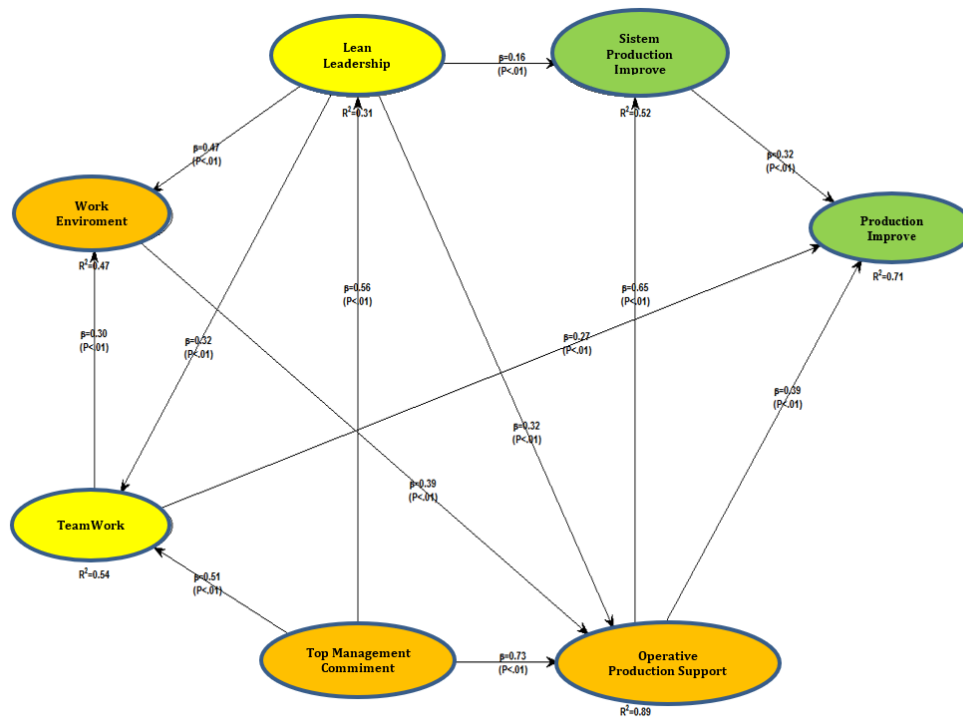 Lean
Leadership
Sistem
Production
Improve
β=0.16
(P<.01)
R²=0.31
R²=0.52
β=0.47
(P<.01)
β=0.32
(P<.01)
Work
Enviroment
Production
Improve
R²=0.47
R²=0.71
β=0.56
(P<.01)
β=0.65
(P<.01)
β=0.30
(P<.01)
β=0.32
(P<.01)
β=0.27
(P<.01)
β=0.39
(P<.01)
β=0.32
(P<.01)
β=0.39
(P<.01)
TeamWork
R²=0.54
β=0.51
(P<.01)
Top Management
Commiment
β=0.73
(P<.01)
Operative
Production Support
R²=0.89